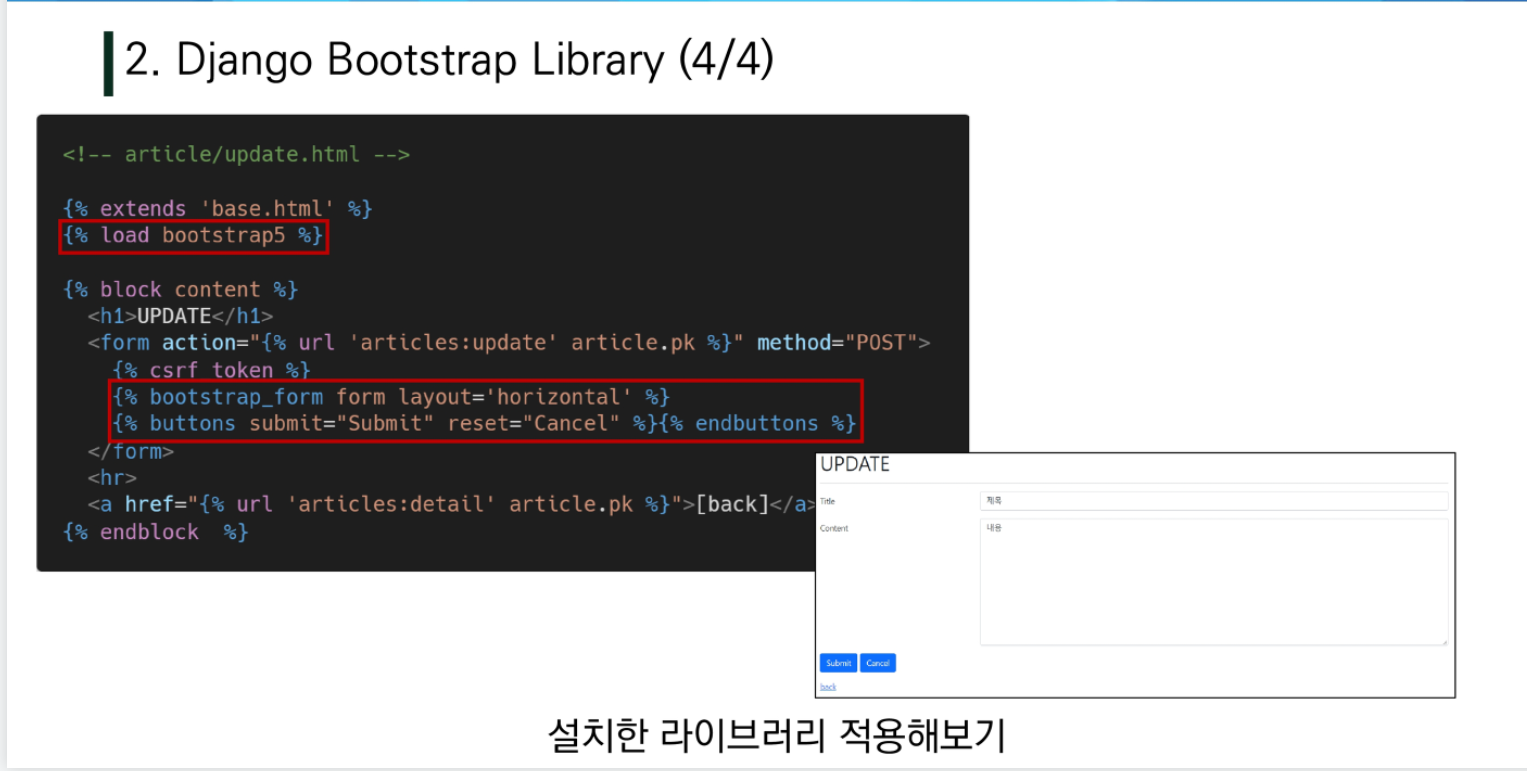 2. Django Bootstrap Library (4/4)
<!-- article/update.html -->
{% extends 'base.html' %}
{% load bootstrap5 %}
{% block content %}
<h1>UPDATE</h1>
<form action="{% url 'articles:update' article.pk %}" method="POST">
{% csrf_token %}
{% bootstrap_form form layout='horizontal' %}
{% buttons submit="Submit" reset="Cancel" %}{% endbuttons %}
</form>
<hr>
<a href="{% url 'articles:detail' article.pk %}">[back]</a>
{% endblock  %}
UPDATE
Title 제목
Content 내용
Submit Cancel
back
설치한 라이브러리 적용해보기